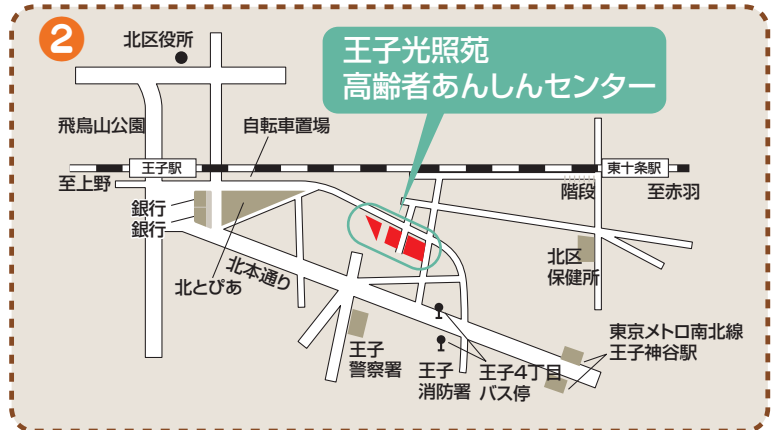 2
北区役所
王子光照苑
高齢者あんしんセンター
飛鳥山公園
自転車置場
王子駅
東十条駅
至上野
階段
至赤羽
銀行
銀行
北とぴあ
北本通り
北区
保健所
王子
警察署
王子
消防署
王子4丁目
バス停
東京メトロ南北線
王子神谷駅